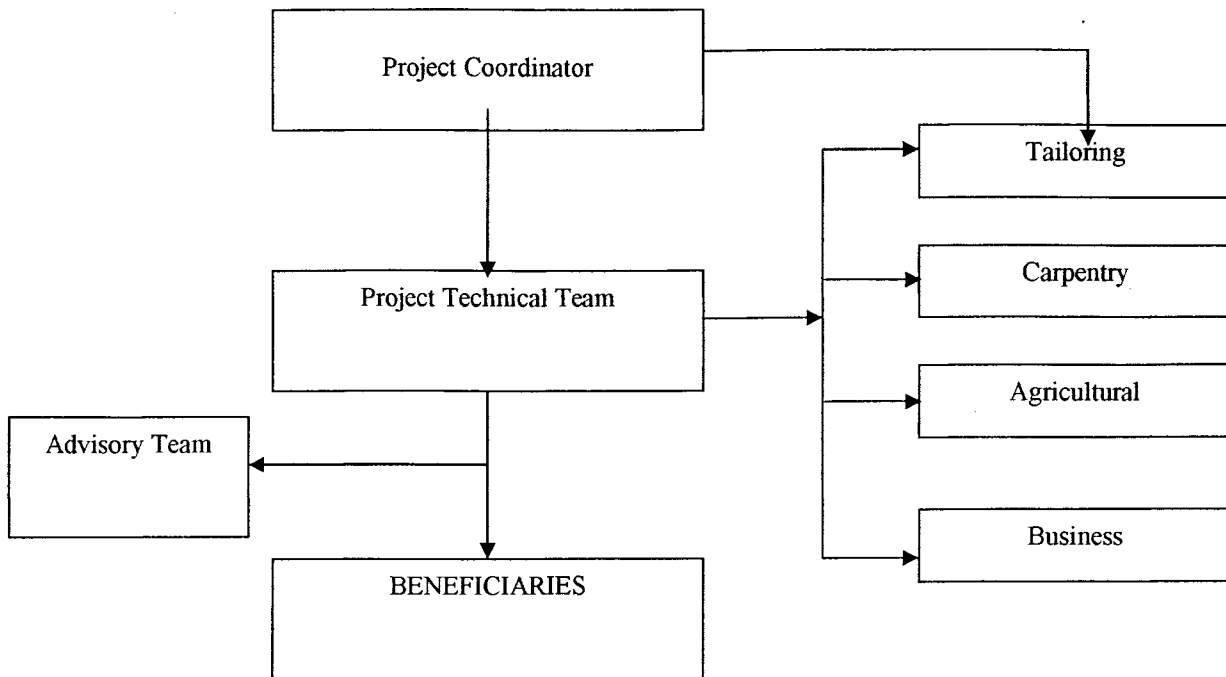 Project Coordinator
Tailoring
Carpentry
Project Technical Team
Agricultural
Advisory Team
Business
BENEFICIARIES